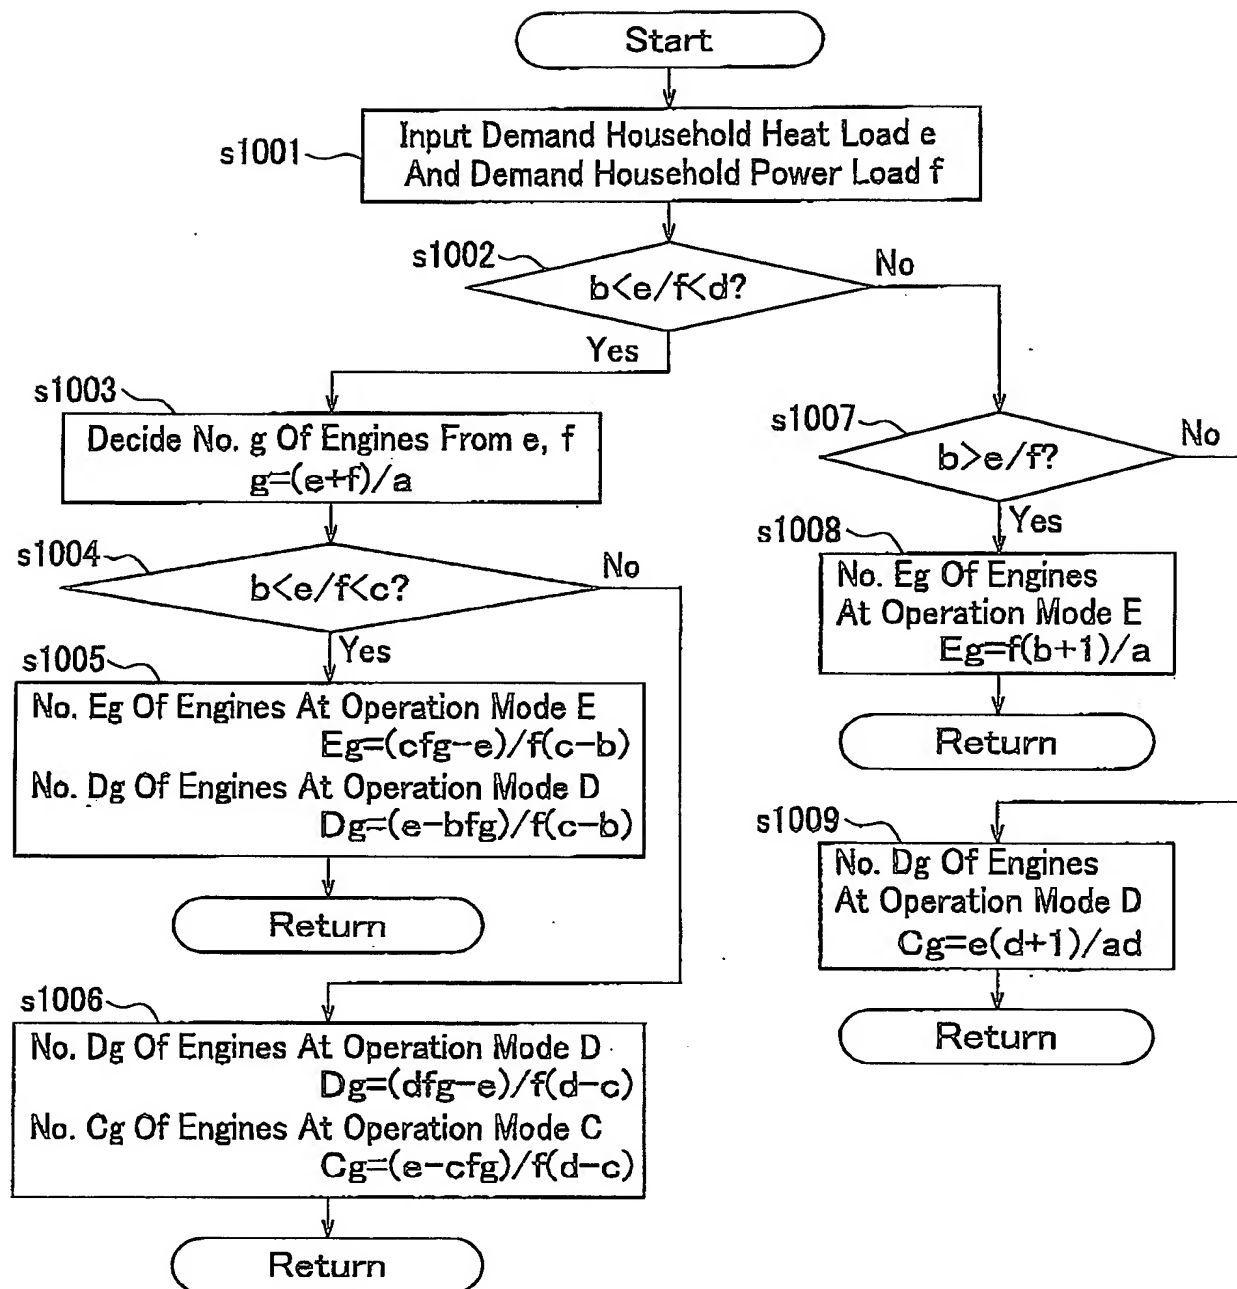 Start
s1001
Input Demand Household Heat Load e
And Demand Household Power Load f
s1002
b<e/f<d?
No
Yes
s1003
Decide No. g Of Engines From e, f
g=(e+f)/a
s1004
b<e/f<c?
No
Yes
s1005
No. Eg Of Engines At Operation Mode E
Eg=(cfg-e)/f(c-b)
No. Dg Of Engines At Operation Mode D
Dg=(e-bfg)/f(c-b)
Return
s1006
No. Dg Of Engines At Operation Mode D
Dg=(dfg-e)/f(d-c)
No. Cg Of Engines At Operation Mode C
Cg=(e-cfg)/f(d-c)
Return
s1007
b>e/f?
No
Yes
s1008
No. Eg Of Engines
At Operation Mode E
Eg=f(b+1)/a
Return
s1009
No. Dg Of Engines
At Operation Mode D
Cg=e(d+1)/ad
Return